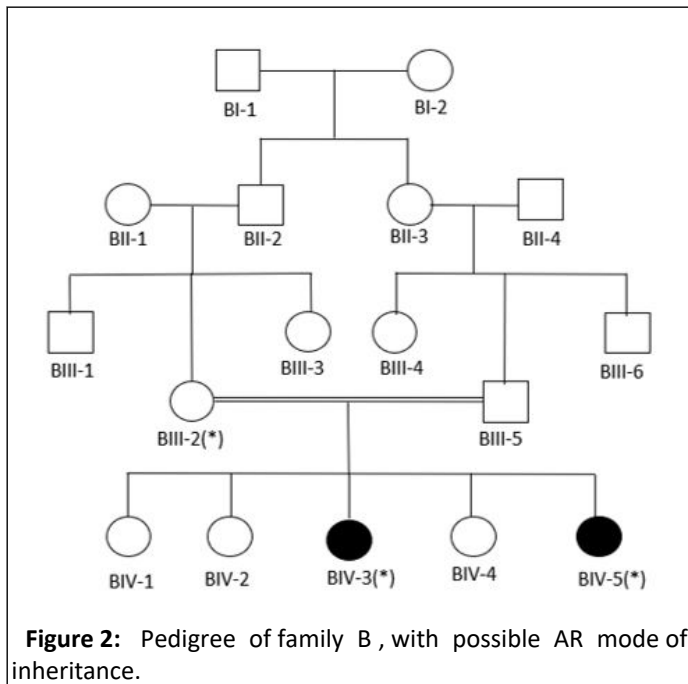 BI-1 BI-2
BII-1 BII-2 BII-3 BII-4
BIII-1 BIII-3 BIII-4 BIII-6
BIII-2(*) BIII-5
BIV-1 BIV-2 BIV-3(*) BIV-4 BIV-5(*)
Figure 2: Pedigree of family B , with possible AR mode of
inheritance.